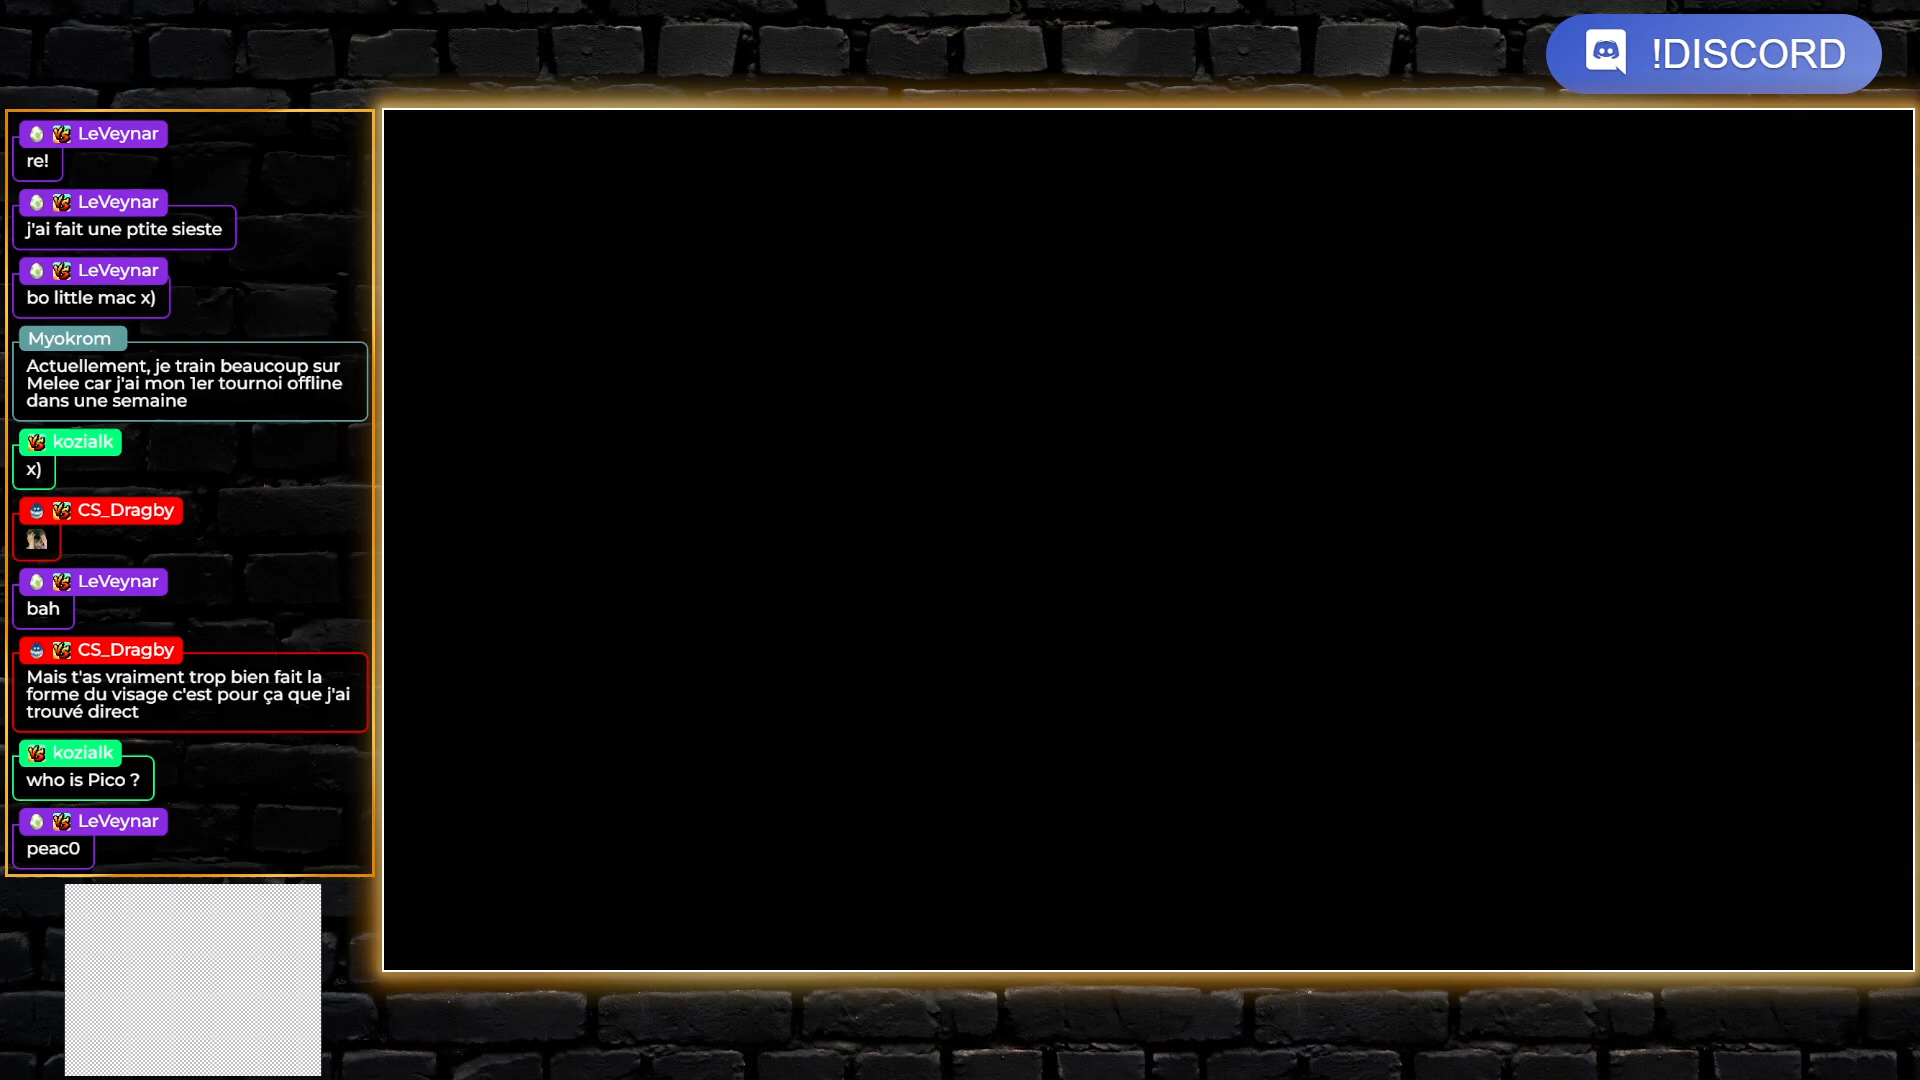 !DISCORD
LeVeynar
re!
LeVeynar
j'ai fait une ptite sieste
LeVeynar
bo little mac x)
Myokrom
Actuellement, je train beaucoup sur
Melee car j'ai mon 1er tournoi offline
dans une semaine
kozialk
x)
CS_Dragby
LeVeynar
bah
CS_Dragby
Mais t'as vraiment trop bien fait la
forme du visage c'est pour ça que j'ai
trouvé direct
kozialk
who is Pico ?
LeVeynar
peac0